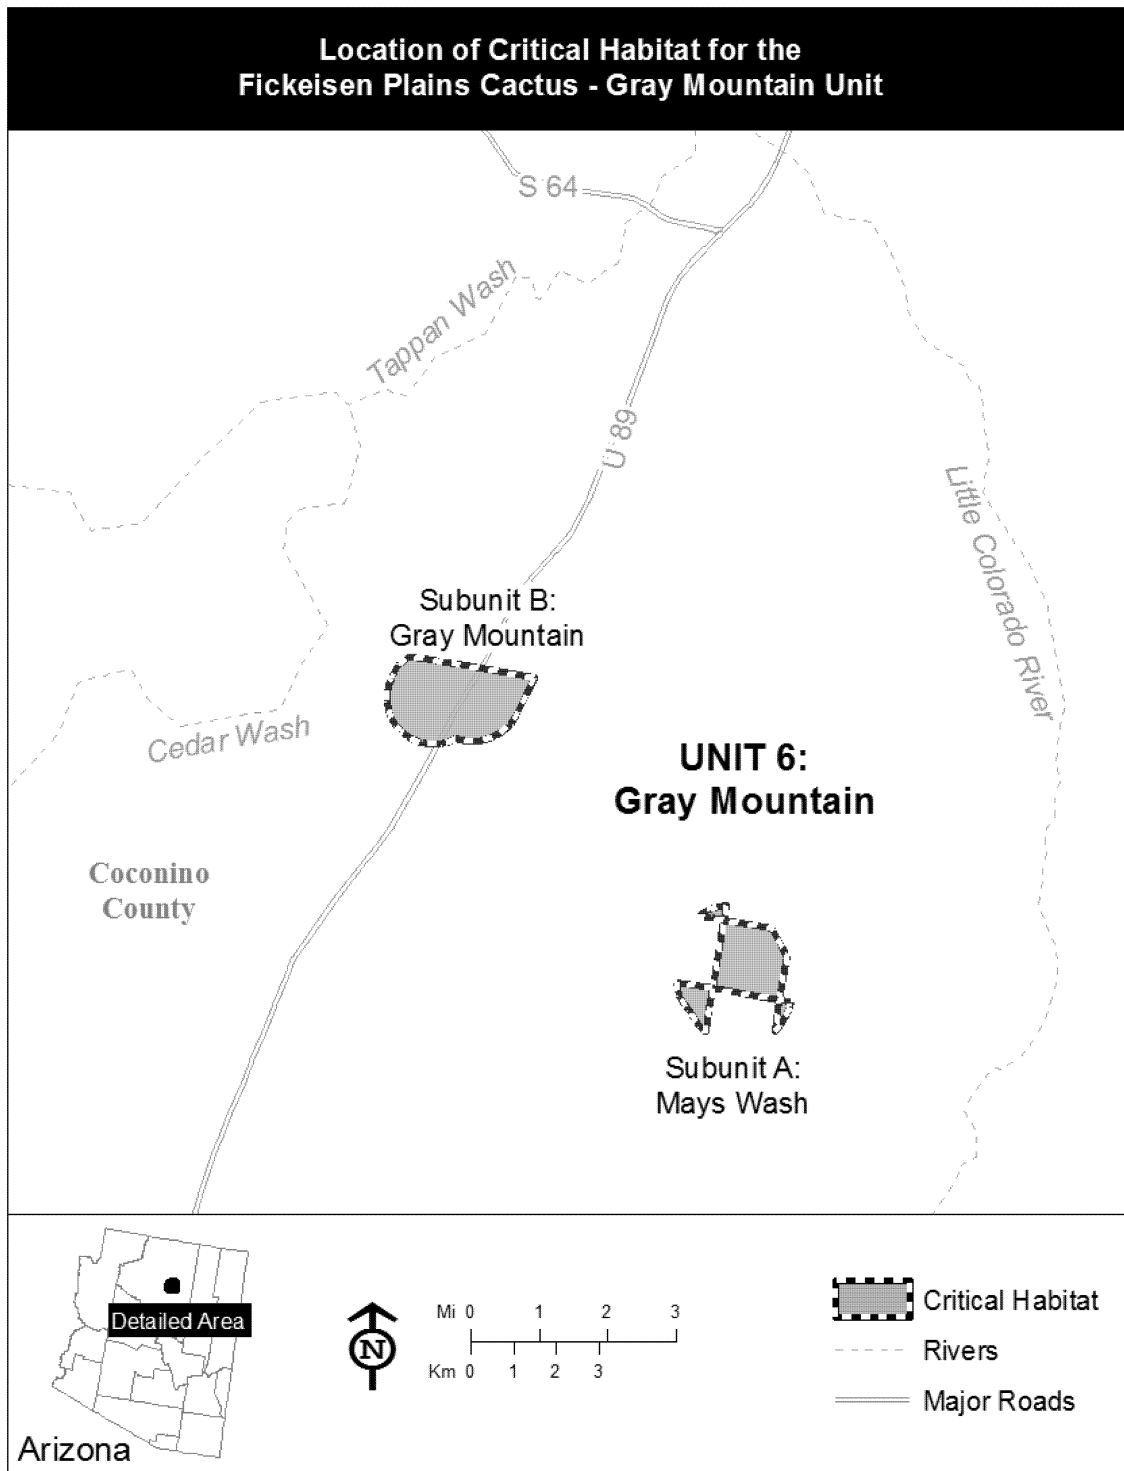 Location of Critical Habitat for the
Fickeisen Plains Cactus - Gray Mountain Unit
S 64
Tappan Wash
U 89
Little Colorado River
Subunit B:
Gray Mountain
Cedar Wash
UNIT 6:
Gray Mountain
Coconino
County
Subunit A:
Mays Wash
Detailed Area
Arizona
N
Mi 0 1 2 3
Km 0 1 2 3
Critical Habitat
Rivers
Major Roads